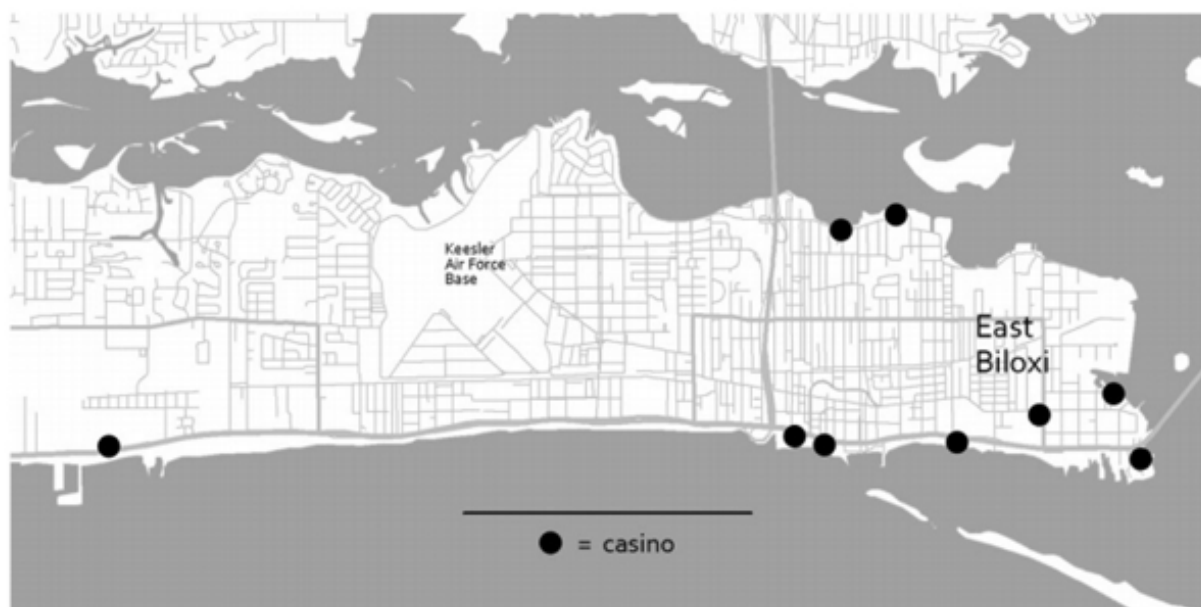 Keesler
Air Force
Base
East
Biloxi
= casino